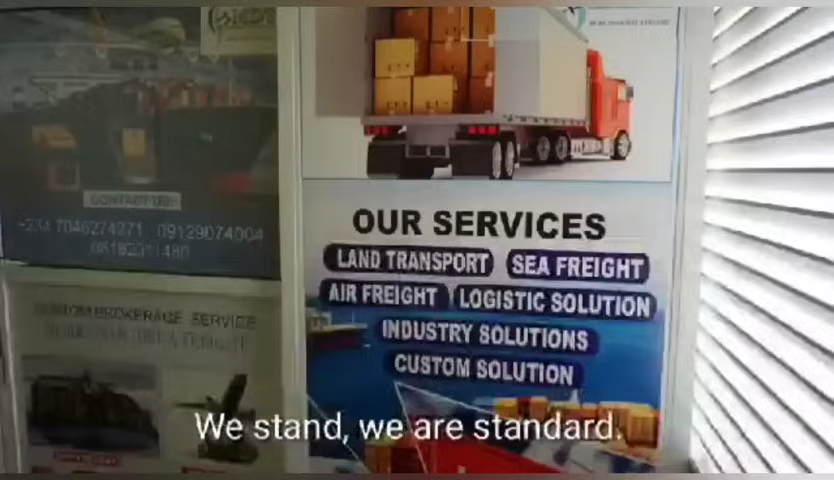 CONTACT US:
+234 7046274271 09129074004
CUSTOM BROKERAGE SERVICE
OUR SERVICES
LAND TRANSPORT SEA FREIGHT
AIR FREIGHT LOGISTIC SOLUTION
INDUSTRY SOLUTIONS
CUSTOM SOLUTION
We stand, we are standard.